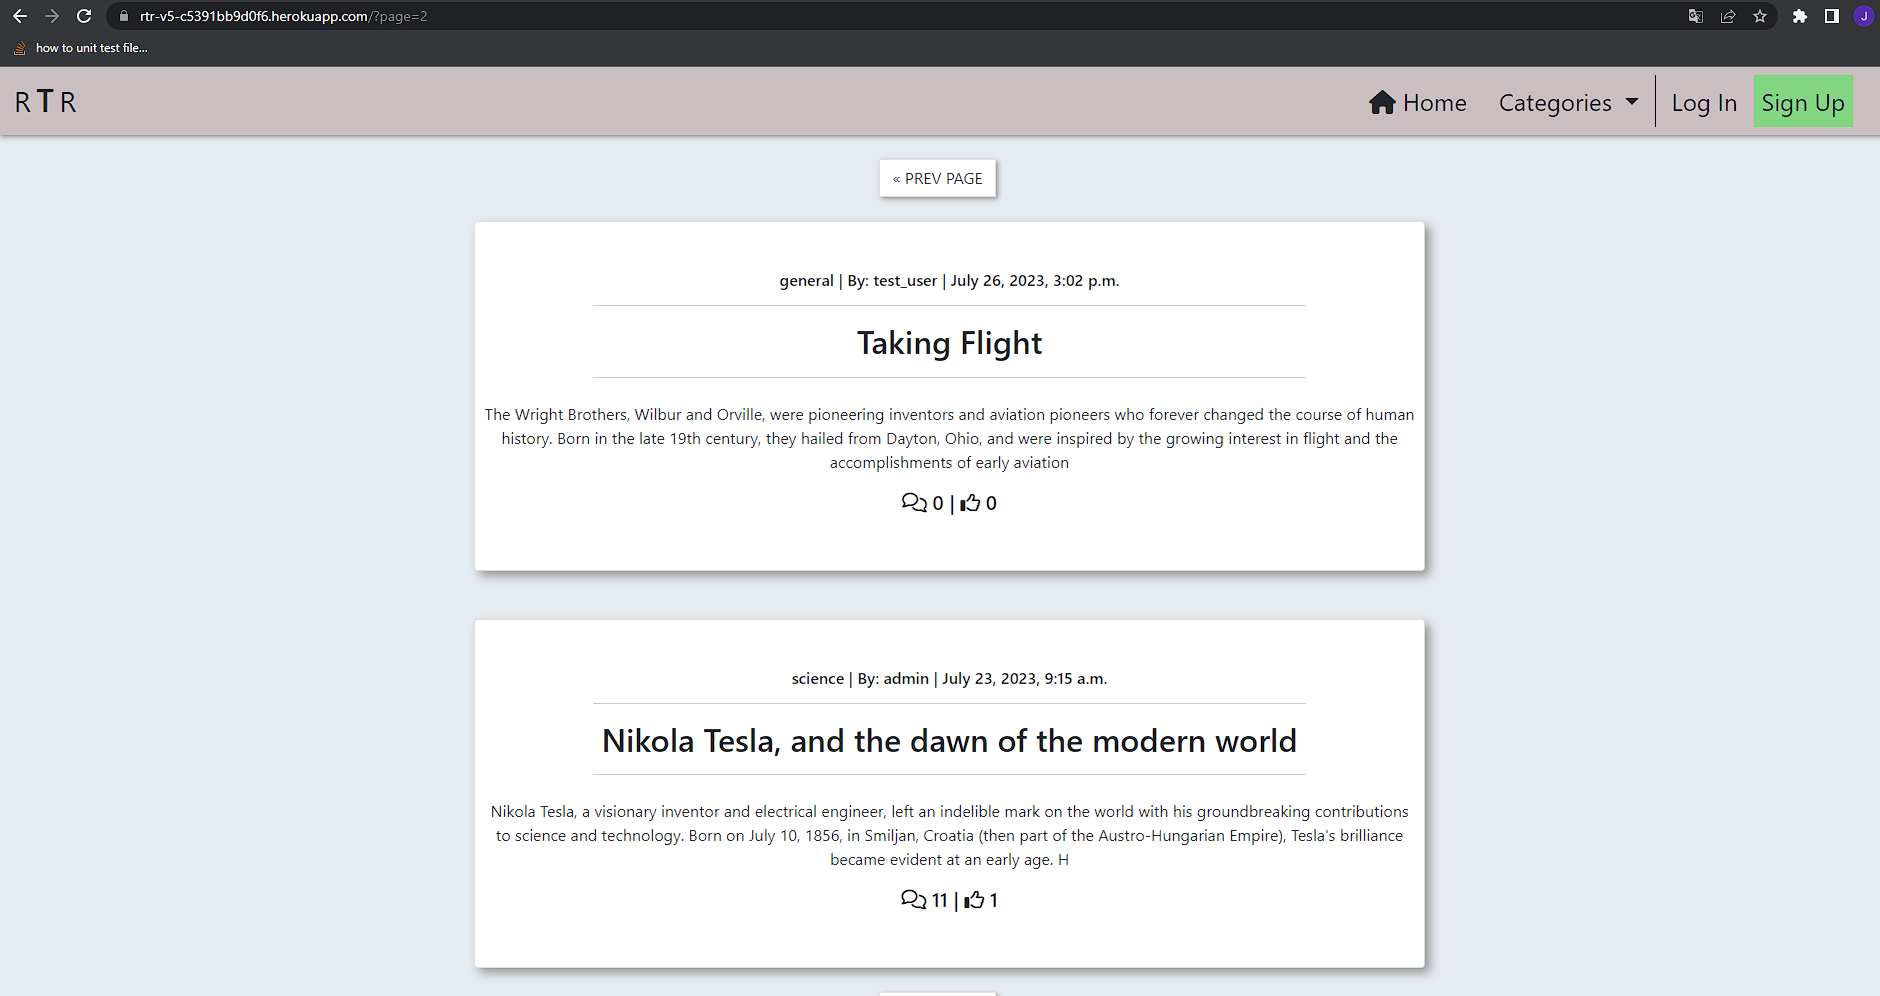 rtr-v5-c5391bb9d0f6.herokuapp.com/?page=2
J
how to unit test file...
R T R
Home Categories Log In Sign Up
« PREV PAGE
general | By: test_user | July 26, 2023, 3:02 p.m.
Taking Flight
The Wright Brothers, Wilbur and Orville, were pioneering inventors and aviation pioneers who forever changed the course of human
history. Born in the late 19th century, they hailed from Dayton, Ohio, and were inspired by the growing interest in flight and the
accomplishments of early aviation
0 | 0
science | By: admin | July 23, 2023, 9:15 a.m.
Nikola Tesla, and the dawn of the modern world
Nikola Tesla, a visionary inventor and electrical engineer, left an indelible mark on the world with his groundbreaking contributions
to science and technology. Born on July 10, 1856, in Smiljan, Croatia (then part of the Austro-Hungarian Empire), Tesla's brilliance
became evident at an early age. H
11 | 1